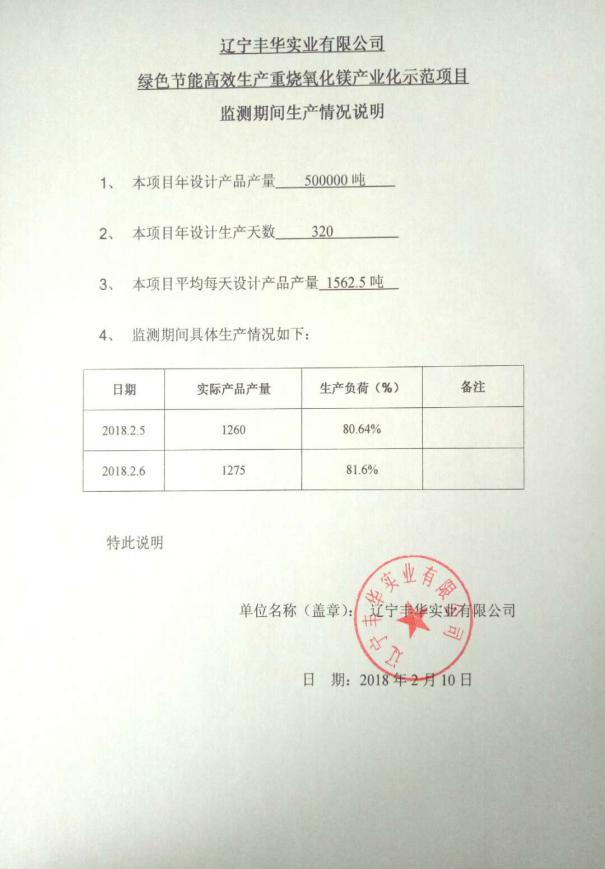 辽宁丰华实业有限公司
绿色节能高效生产重烧氧化镁产业化示范项目
监测期间生产情况说明
1、 本项目年设计产品产量 500000 吨
2、 本项目年设计生产天数 320
3、 本项目平均每天设计产品产量 1562.5 吨
4、 监测期间具体生产情况如下:
日期 实际产品产量 生产负荷（%） 备注
2018.2.5 1260 80.64%
2018.2.6 1275 81.6%
特此说明
单位名称（盖章）： 辽宁丰华实业有限公司
辽宁丰华实业有限公司
日 期：2018 年 2 月 10 日